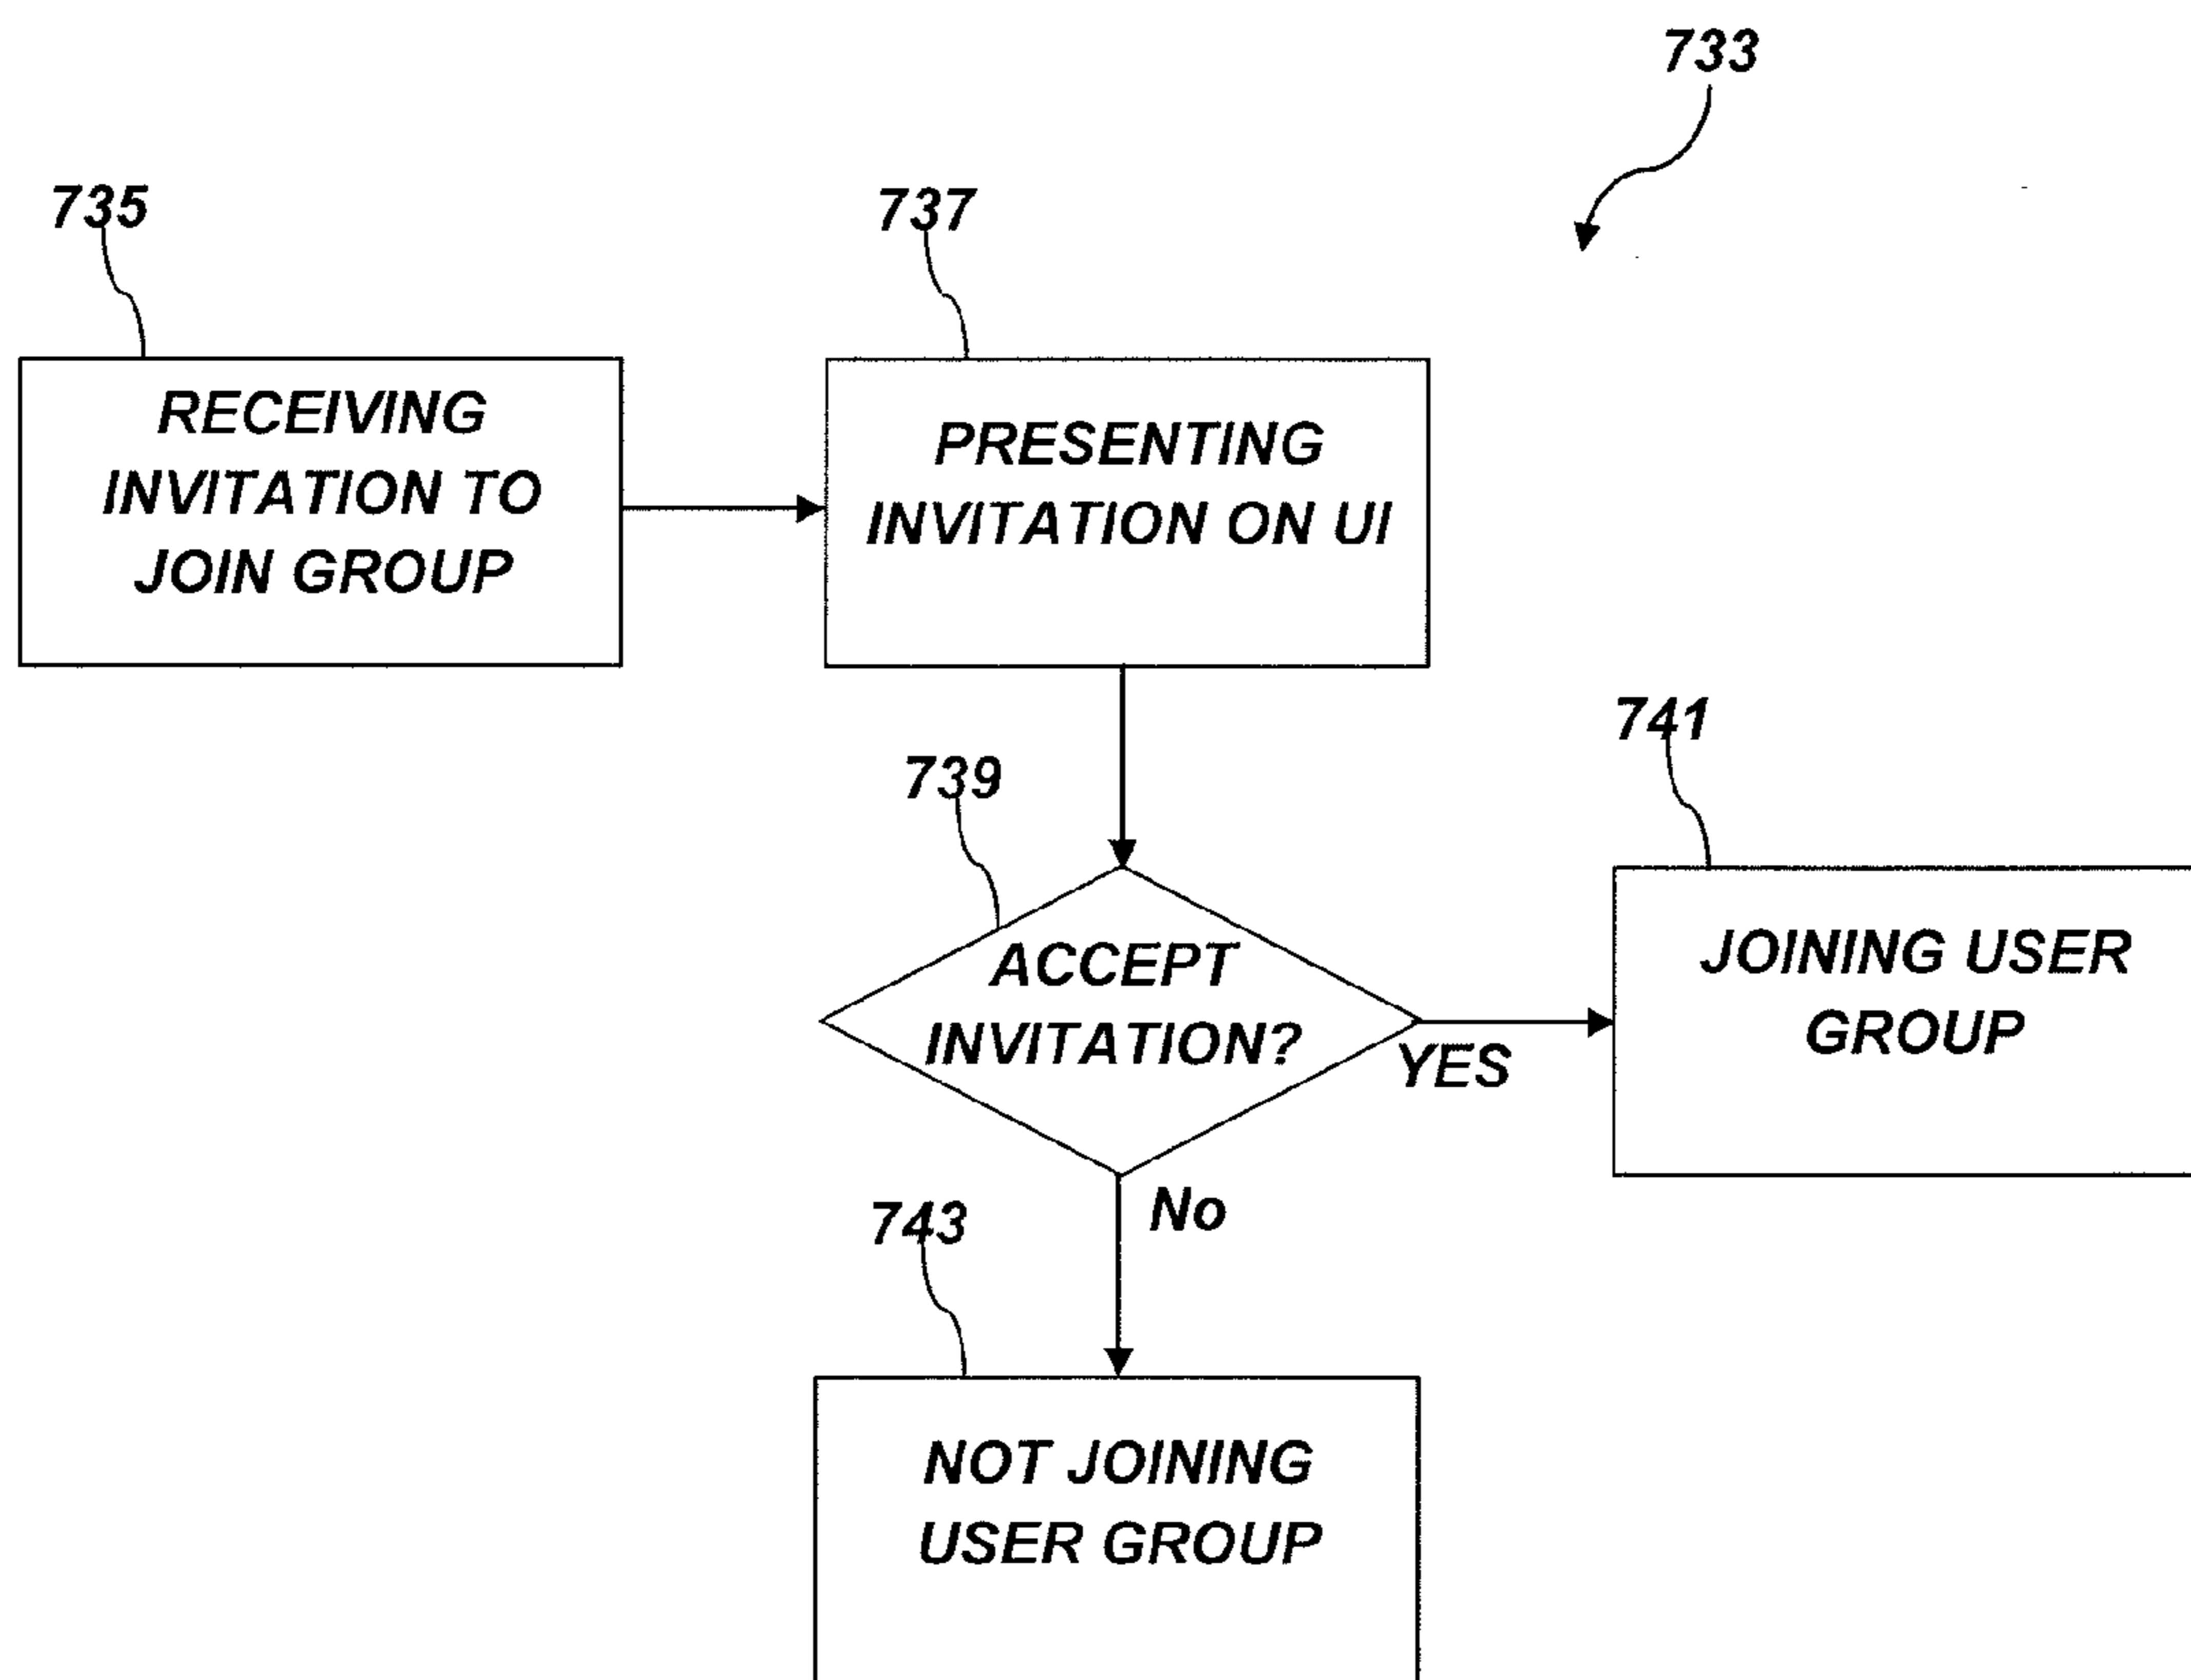 733
735
737
RECEIVING
INVITATION TO
JOIN GROUP
PRESENTING
INVITATION ON UI
739
741
ACCEPT
INVITATION?
YES
JOINING USER
GROUP
No
743
NOT JOINING
USER GROUP